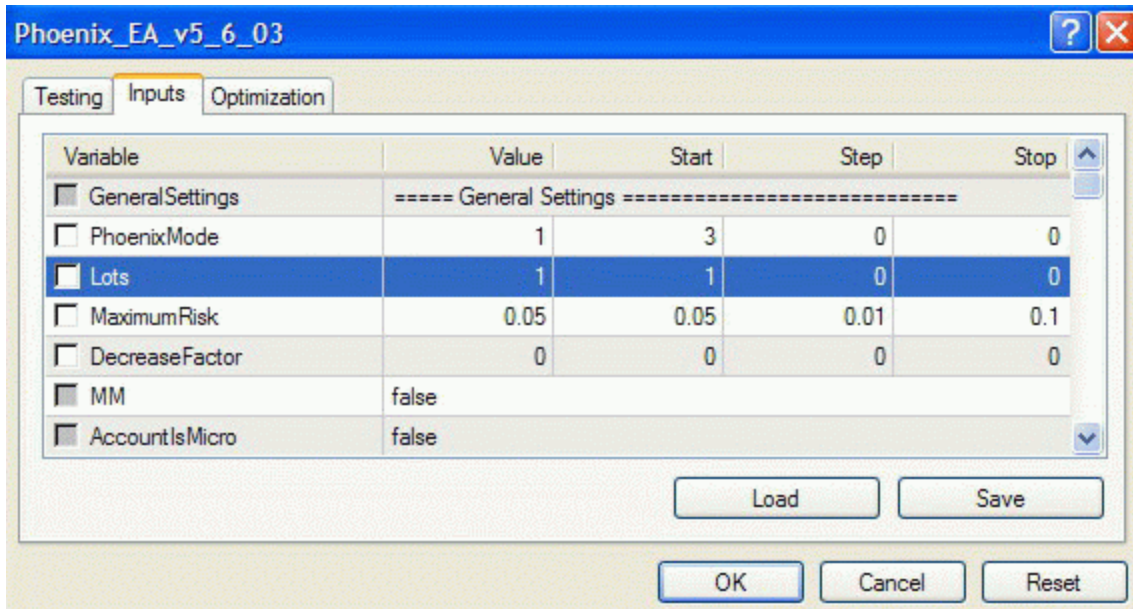 Phoenix_EA_v5_6_03
Testing Inputs Optimization
Variable Value Start Step Stop
GeneralSettings ===== General Settings ============================
PhoenixMode 1 3 0 0
Lots 1 1 0 0
MaximumRisk 0.05 0.05 0.01 0.1
DecreaseFactor 0 0 0 0
MM false
AccountIsMicro false
Load Save
OK Cancel Reset